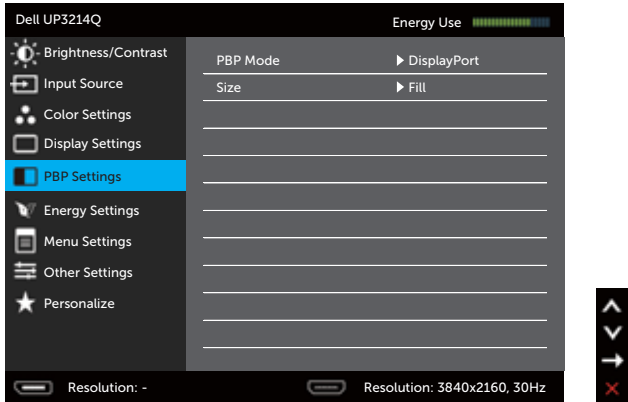 Dell UP3214Q Energy Use
Brightness/Contrast
Input Source
Color Settings
Display Settings
PBP Settings
Energy Settings
Menu Settings
Other Settings
Personalize
PBP Mode DisplayPort
Size Fill
Resolution: - Resolution: 3840x2160, 30Hz